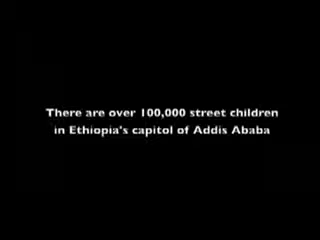 There are over 100,000 street children
in Ethiopia's capitol of Addis Ababa